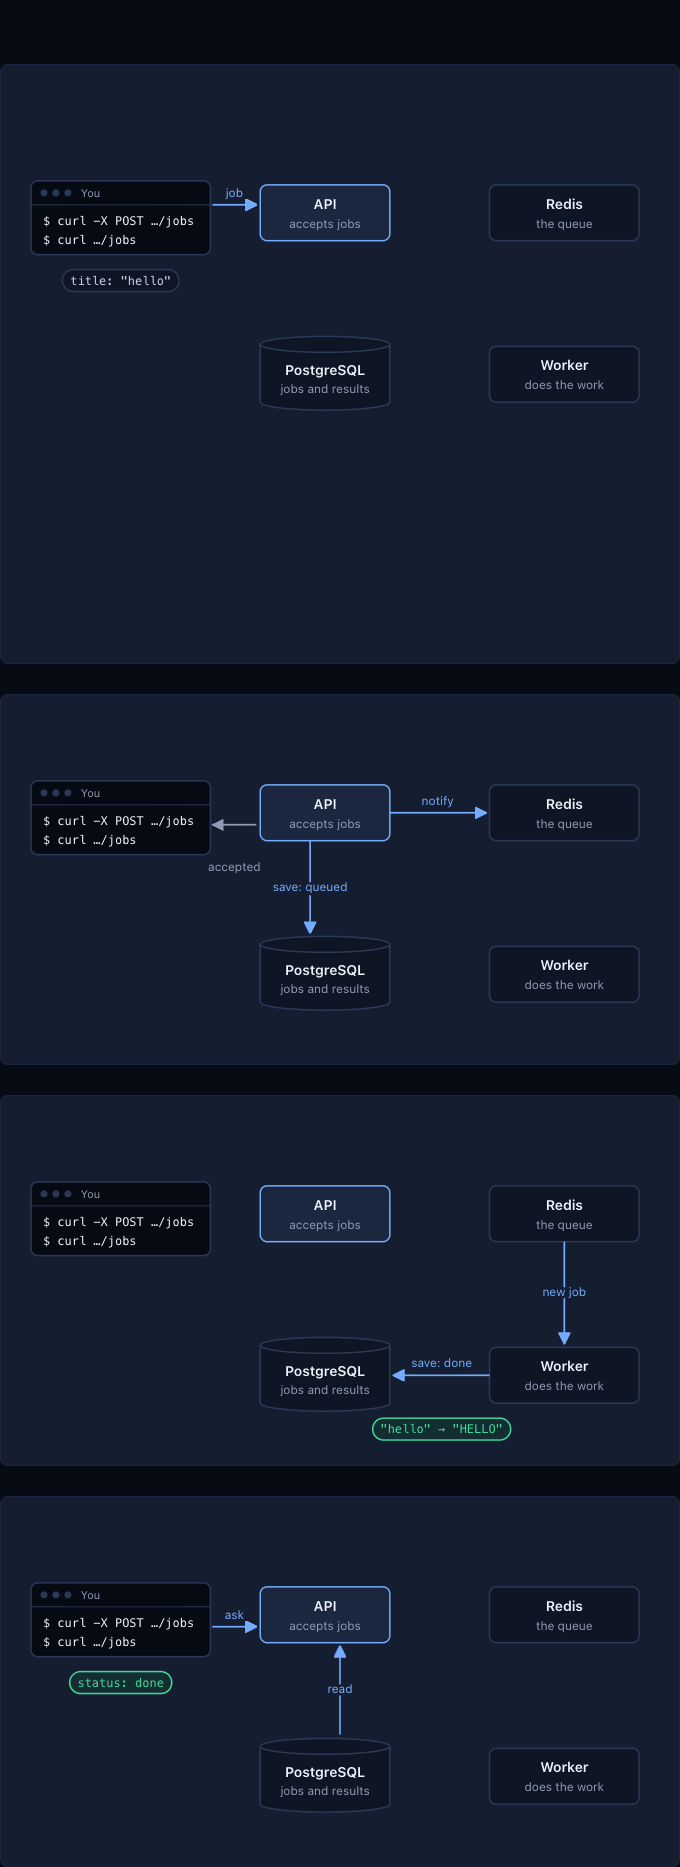 You
$ curl −X POST …/jobs
$ curl …/jobs
title: "hello"
job
API
accepts jobs
Redis
the queue
PostgreSQL
jobs and results
Worker
does the work
You
$ curl −X POST …/jobs
$ curl …/jobs
accepted
API
accepts jobs
notify
Redis
the queue
save: queued
PostgreSQL
jobs and results
Worker
does the work
You
$ curl −X POST …/jobs
$ curl …/jobs
API
accepts jobs
Redis
the queue
new job
PostgreSQL
jobs and results
save: done
Worker
does the work
"hello" → "HELLO"
You
$ curl −X POST …/jobs
$ curl …/jobs
status: done
ask
API
accepts jobs
Redis
the queue
read
PostgreSQL
jobs and results
Worker
does the work